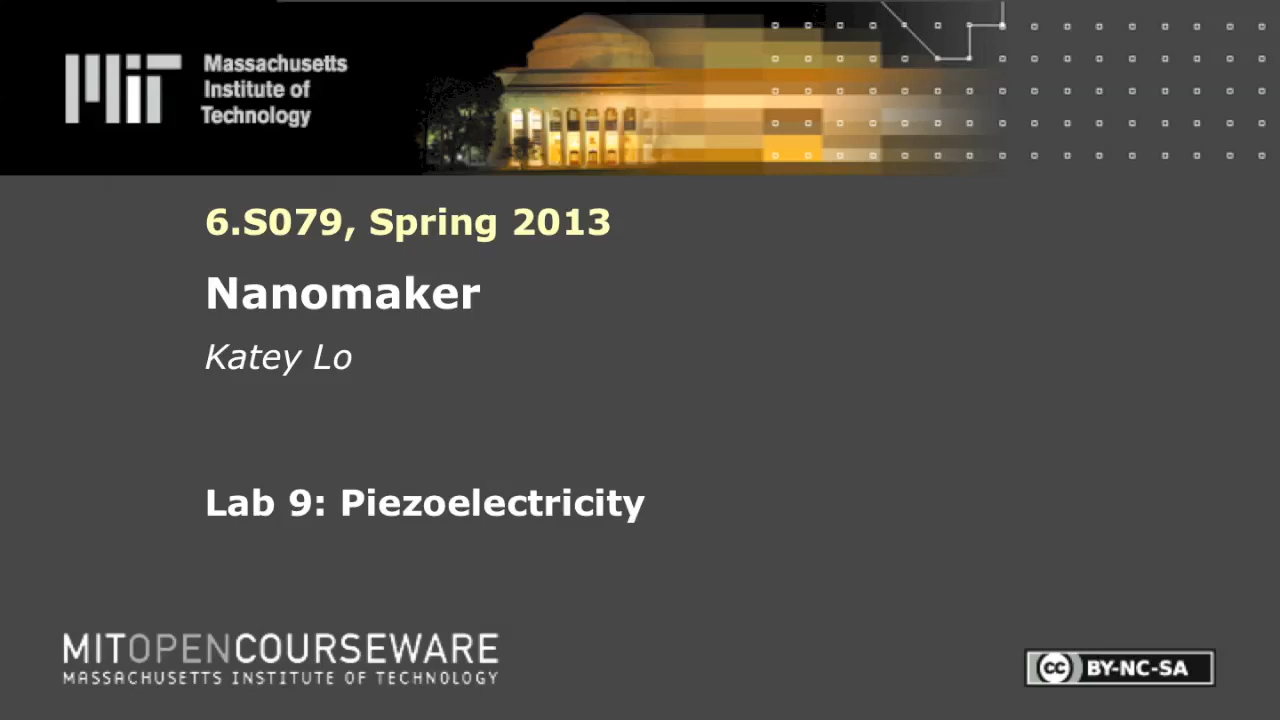 Massachusetts
Institute of
Technology
6.S079, Spring 2013
Nanomaker
Katey Lo
Lab 9: Piezoelectricity
MITOPENCOURSEWARE
MASSACHUSETTS INSTITUTE OF TECHNOLOGY
cc BY-NC-SA